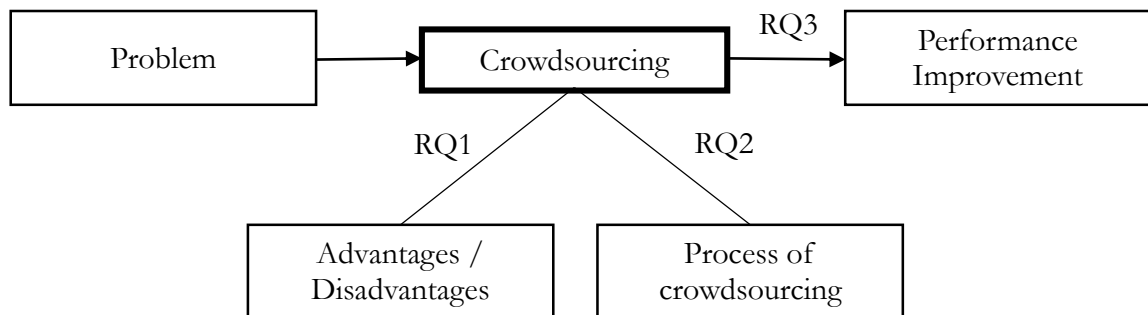 Problem
Crowdsourcing
RQ3
Performance
Improvement
RQ1
RQ2
Advantages /
Disadvantages
Process of
crowdsourcing